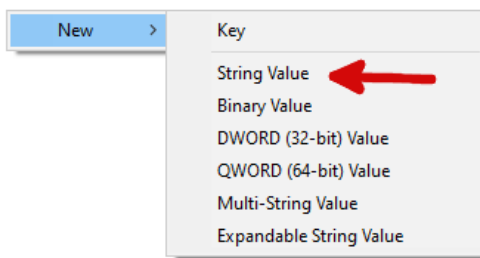 New
Key
String Value
Binary Value
DWORD (32-bit) Value
QWORD (64-bit) Value
Multi-String Value
Expandable String Value